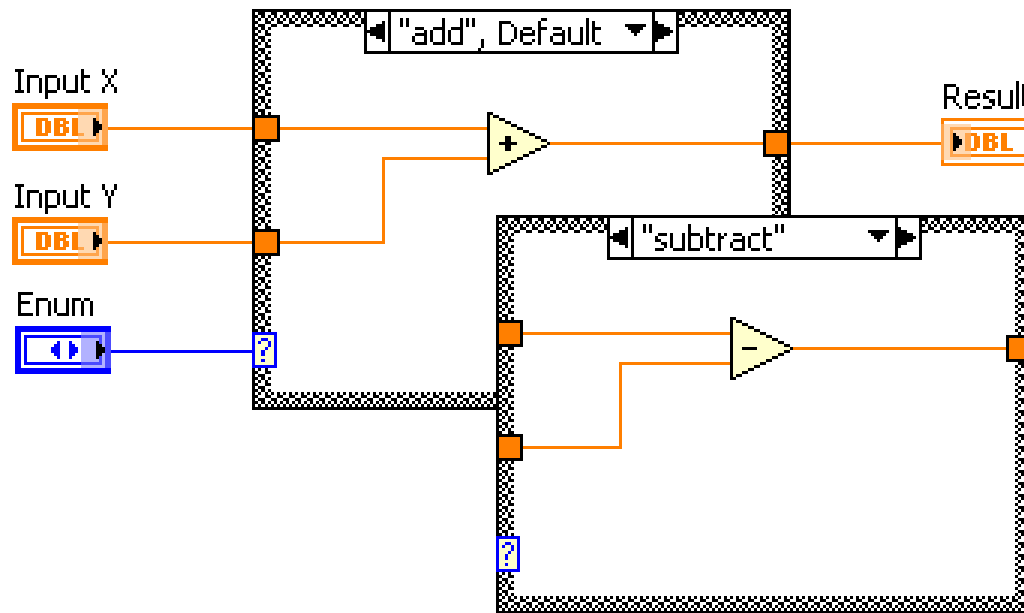 "add", Default
Input X
DBL
+
Result
DBL
Input Y
DBL
"subtract"
Enum
?
-
?